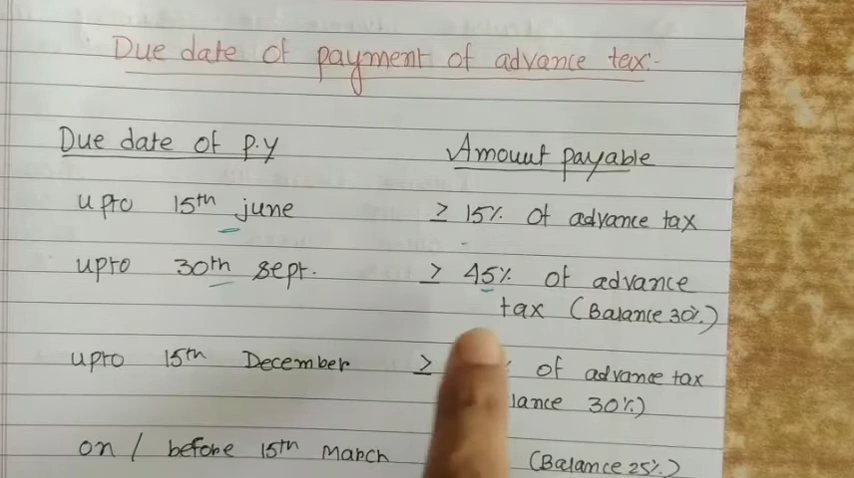 Due date of payment of advance tax:-
Due date of P.Y Amount payable
upto 15th june ≥ 15% of advance tax
upto 30th sept. ≥ 45% of advance
tax (Balance 30%)
upto 15th December ≥ % of advance tax
lance 30%)
on / before 15th March (Balance 25%)